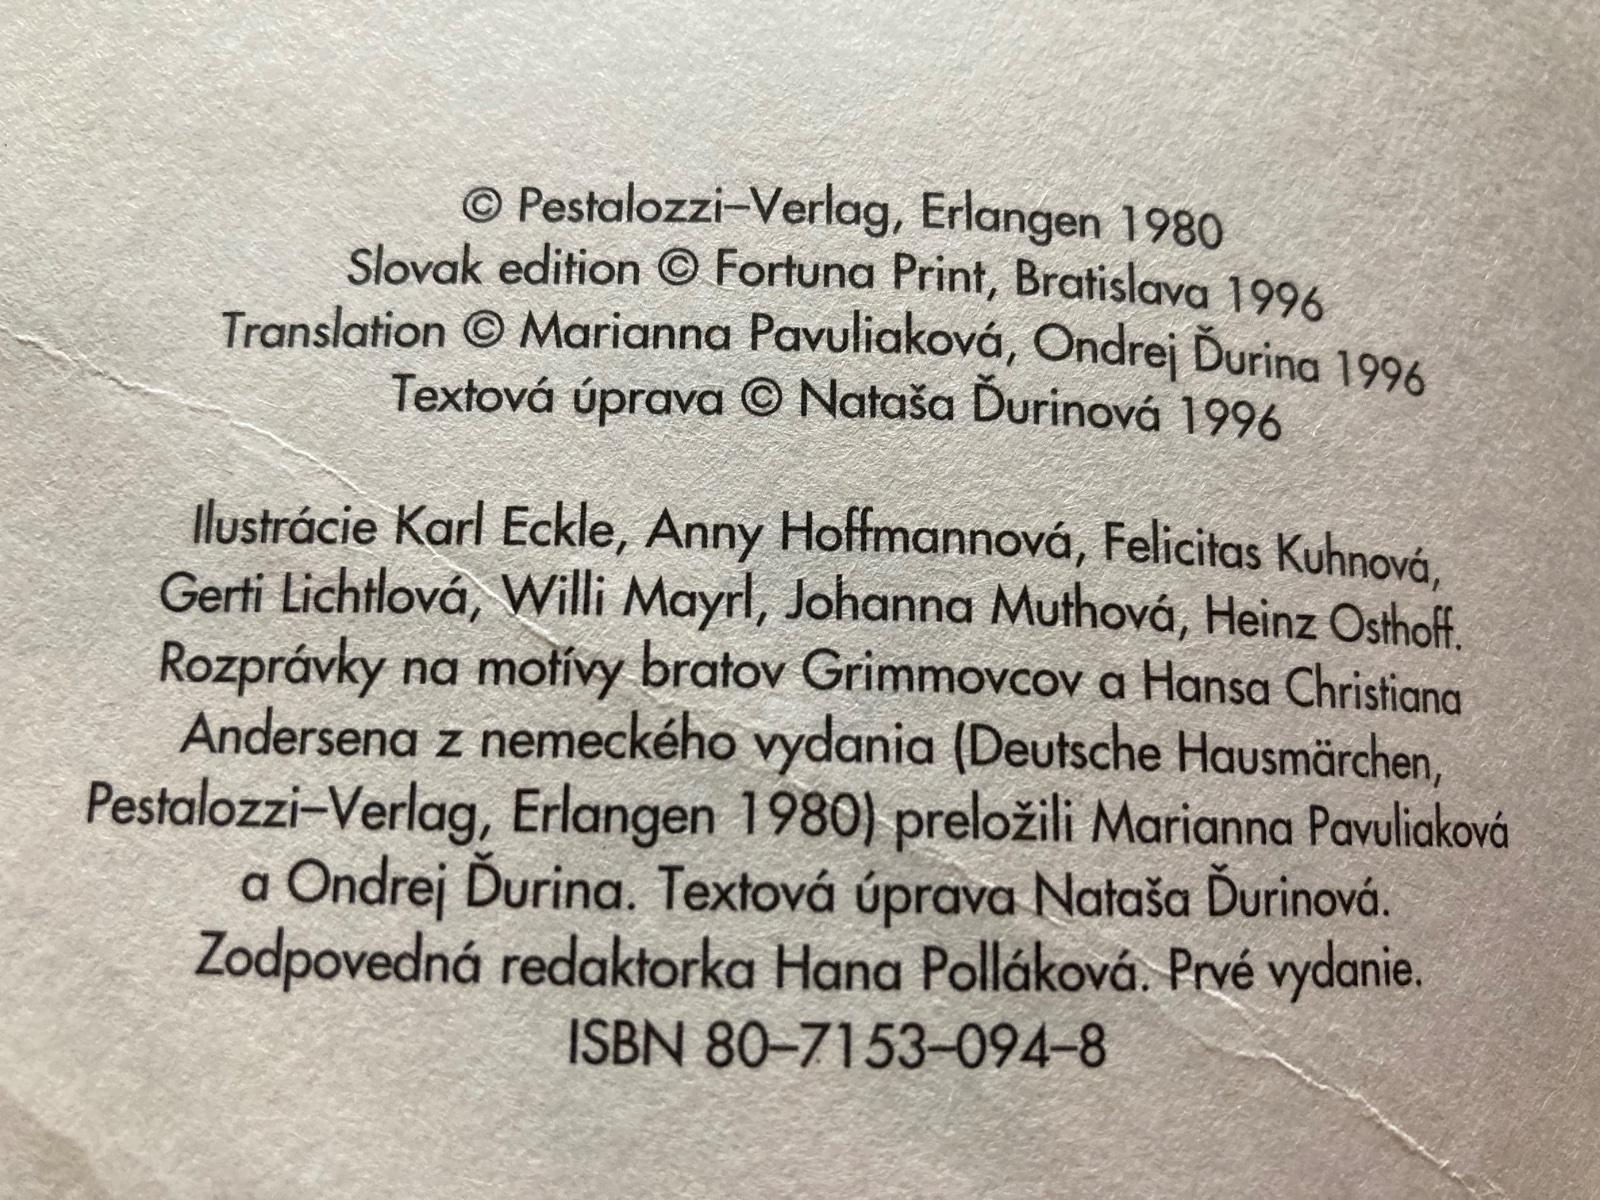 © Pestalozzi–Verlag, Erlangen 1980
Slovak edition © Fortuna Print, Bratislava 1996
Translation © Marianna Pavuliaková, Ondrej Ďurina 1996
Textová úprava © Nataša Ďurinová 1996
Ilustrácie Karl Eckle, Anny Hoffmannová, Felicitas Kuhnová,
Gerti Lichtlová, Willi Mayrl, Johanna Muthová, Heinz Osthoff.
Rozprávky na motívy bratov Grimmovcov a Hansa Christiana
Andersena z nemeckého vydania (Deutsche Hausmärchen,
Pestalozzi–Verlag, Erlangen 1980) preložili Marianna Pavuliaková
a Ondrej Ďurina. Textová úprava Nataša Ďurinová.
Zodpovedná redaktorka Hana Polláková. Prvé vydanie.
ISBN 80–7153–094–8